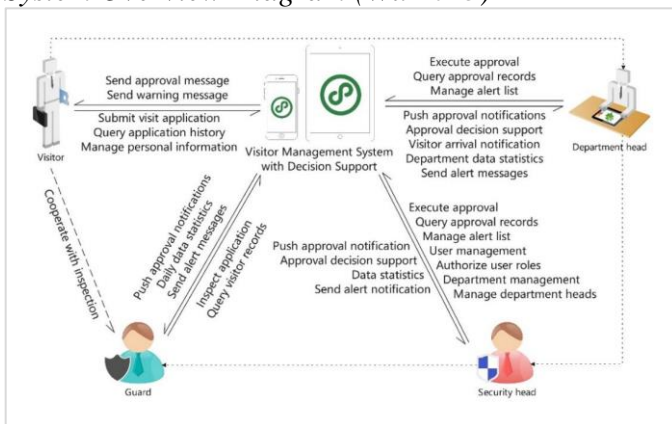 Send approval message
Send warning message
Submit visit application
Query application history
Manage personal information
Visitor
Visitor Management System
with Decision Support
Execute approval
Query approval records
Manage alert list
Push approval notifications
Approval decision support
Visitor arrival notification
Department data statistics
Send alert messages
Department head
Cooperate with inspection
Push approval notifications
Daily data statistics
Send alert messages
Inspect application
Query visitor records
Push approval notification
Approval decision support
Data statistics
Send alert notification
Execute approval
Query approval records
Manage alert list
User management
Authorize user roles
Department management
Manage department heads
Guard
Security head